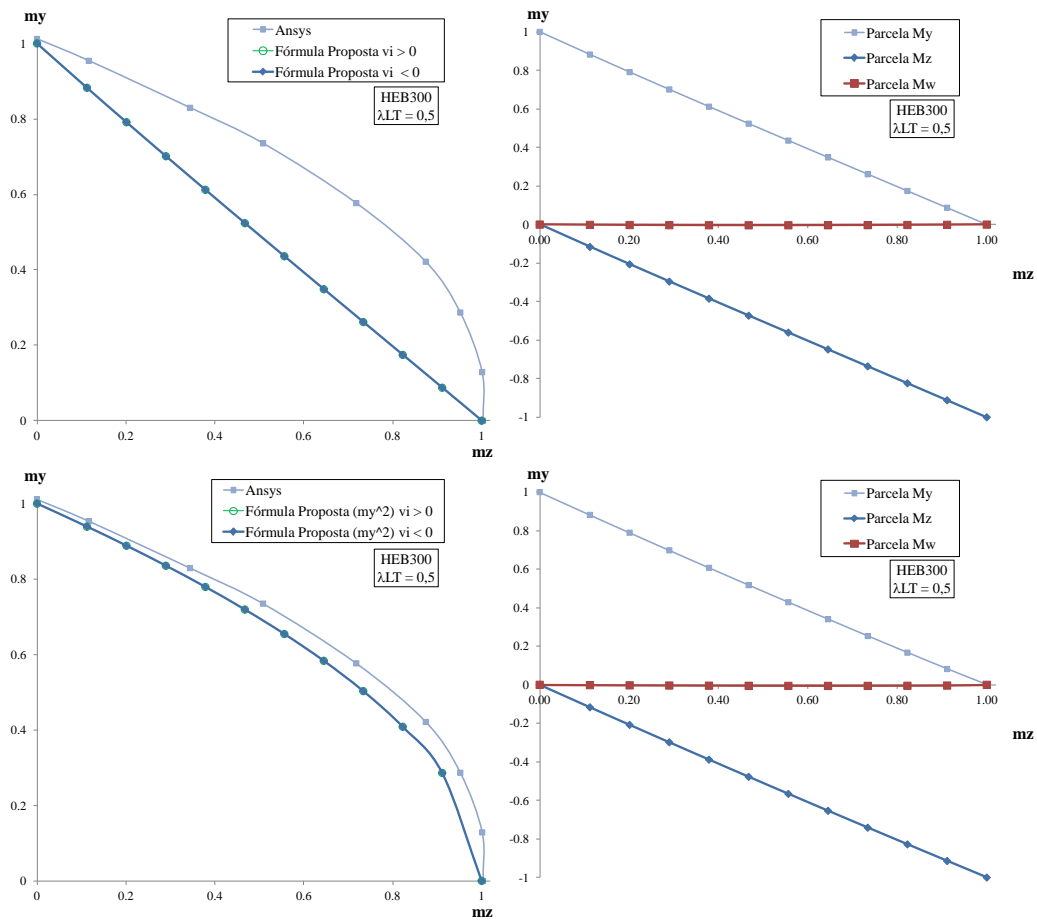 my
Ansys
Fórmula Proposta vi > 0
Fórmula Proposta vi < 0
HEB300
λLT = 0,5
1
0.8
0.6
0.4
0.2
0
0 0.2 0.4 0.6 0.8 1
mz
my
Parcela My
Parcela Mz
Parcela Mw
HEB300
λLT = 0,5
1
0.8
0.6
0.4
0.2
0
0.00 0.20 0.40 0.60 0.80 1.00
mz
-0.2
-0.4
-0.6
-0.8
-1
my
Ansys
Fórmula Proposta (my^2) vi > 0
Fórmula Proposta (my^2) vi < 0
HEB300
λLT = 0,5
1
0.8
0.6
0.4
0.2
0
0 0.2 0.4 0.6 0.8 1
mz
my
Parcela My
Parcela Mz
Parcela Mw
HEB300
λLT = 0,5
1
0.8
0.6
0.4
0.2
0
0.00 0.20 0.40 0.60 0.80 1.00
mz
-0.2
-0.4
-0.6
-0.8
-1